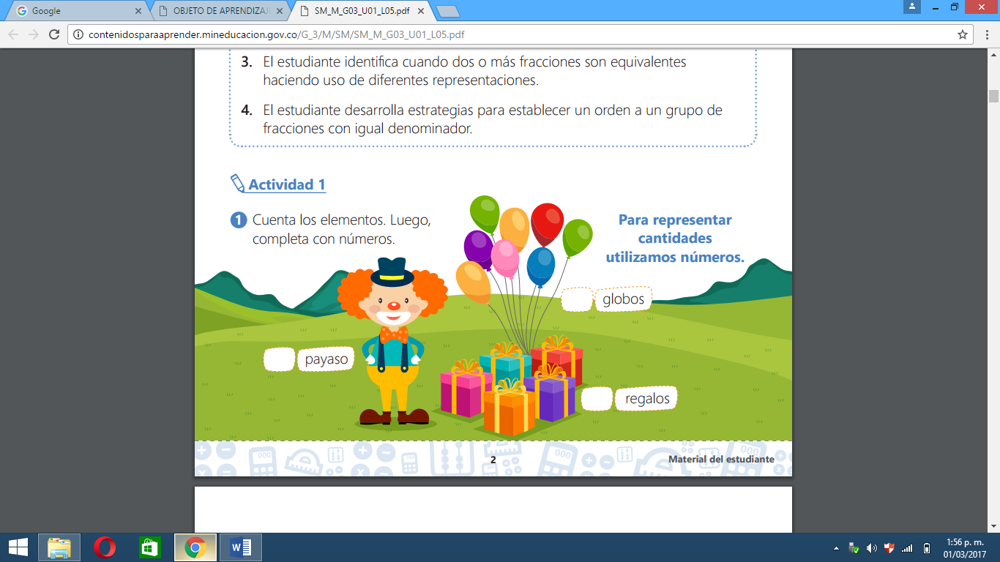 Google
OBJETO DE APRENDIZAJ
SM_M_G03_U01_L05.pdf
contenidosparaaprender.mineducacion.gov.co/G_3/M/SM/SM_M_G03_U01_L05.pdf
3. El estudiante identifica cuando dos o más fracciones son equivalentes
haciendo uso de diferentes representaciones.
4. El estudiante desarrolla estrategias para establecer un orden a un grupo de
fracciones con igual denominador.
Actividad 1
1 Cuenta los elementos. Luego,
completa con números.
Para representar
cantidades
utilizamos números.
globos
payaso
regalos
000
000
2
Material del estudiante
1:56 p. m.
01/03/2017